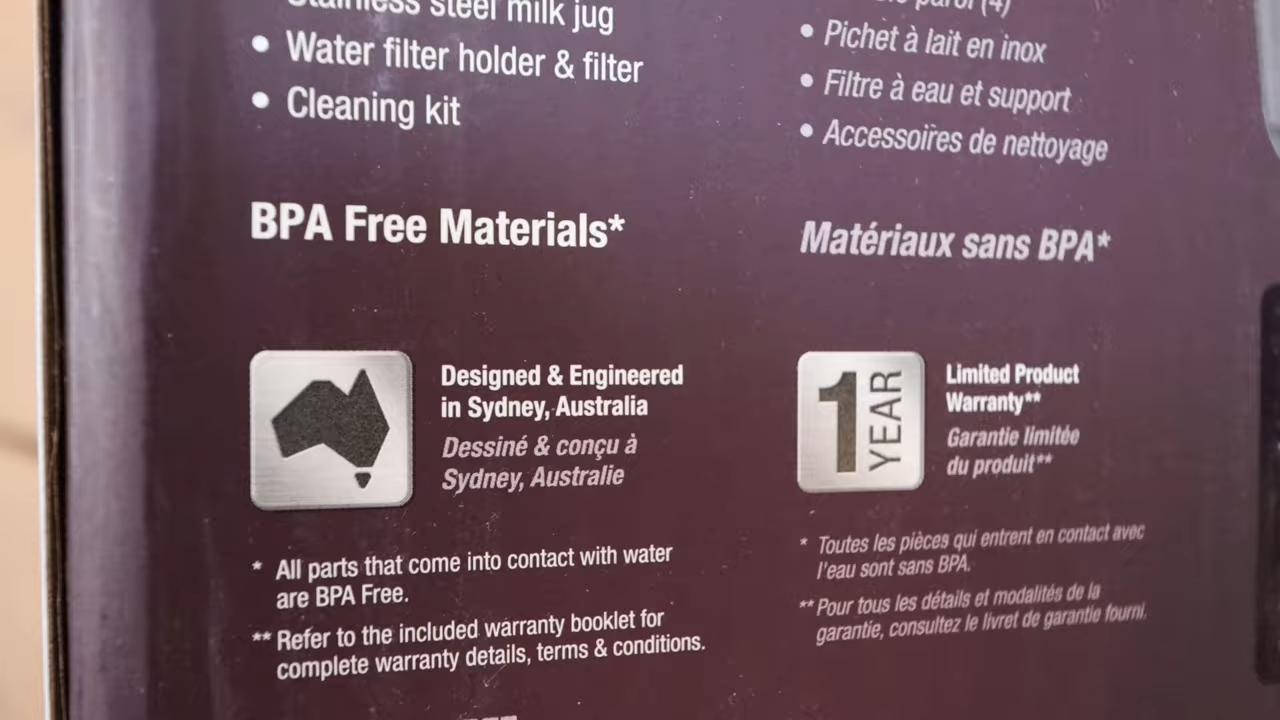 Stainless steel milk jug
• Water filter holder & filter
• Cleaning kit
BPA Free Materials*
Designed & Engineered
in Sydney, Australia
Dessiné & conçu à
Sydney, Australie
* All parts that come into contact with water
are BPA Free.
** Refer to the included warranty booklet for
complete warranty details, terms & conditions.
paroi (4)
• Pichet à lait en inox
• Filtre à eau et support
• Accessoires de nettoyage
Matériaux sans BPA*
1 YEAR
Limited Product
Warranty**
Garantie limitée
du produit**
* Toutes les pièces qui entrent en contact avec
l'eau sont sans BPA.
** Pour tous les détails et modalités de la
garantie, consultez le livret de garantie fourni.